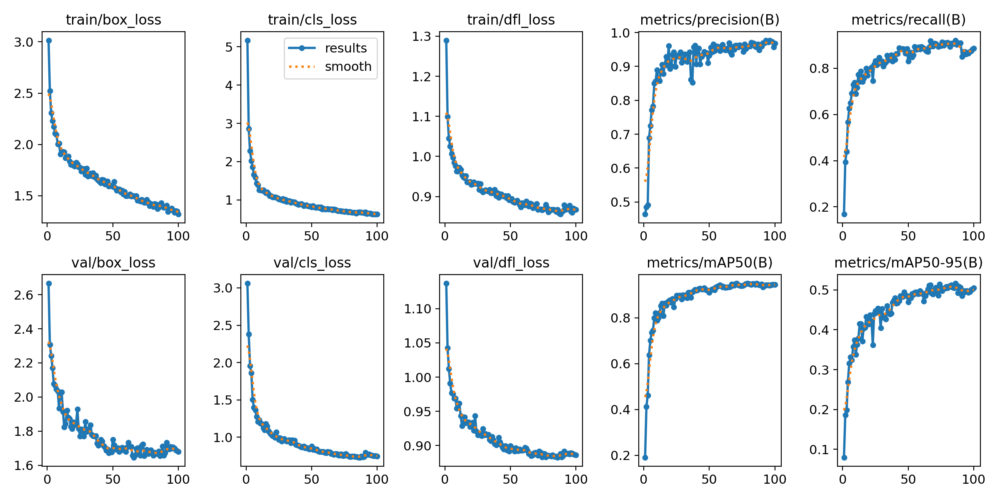 train/box_loss
3.0
2.5
2.0
1.5
0 50 100
train/cls_loss
results
smooth
5
4
3
2
1
0 50 100
train/dfl_loss
1.3
1.2
1.1
1.0
0.9
0 50 100
metrics/precision(B)
1.0
0.9
0.8
0.7
0.6
0.5
0 50 100
metrics/recall(B)
0.8
0.6
0.4
0.2
0 50 100
val/box_loss
2.6
2.4
2.2
2.0
1.8
1.6
0 50 100
val/cls_loss
3.0
2.5
2.0
1.5
1.0
0 50 100
val/dfl_loss
1.10
1.05
1.00
0.95
0.90
0 50 100
metrics/mAP50(B)
0.8
0.6
0.4
0.2
0 50 100
metrics/mAP50-95(B)
0.5
0.4
0.3
0.2
0.1
0 50 100